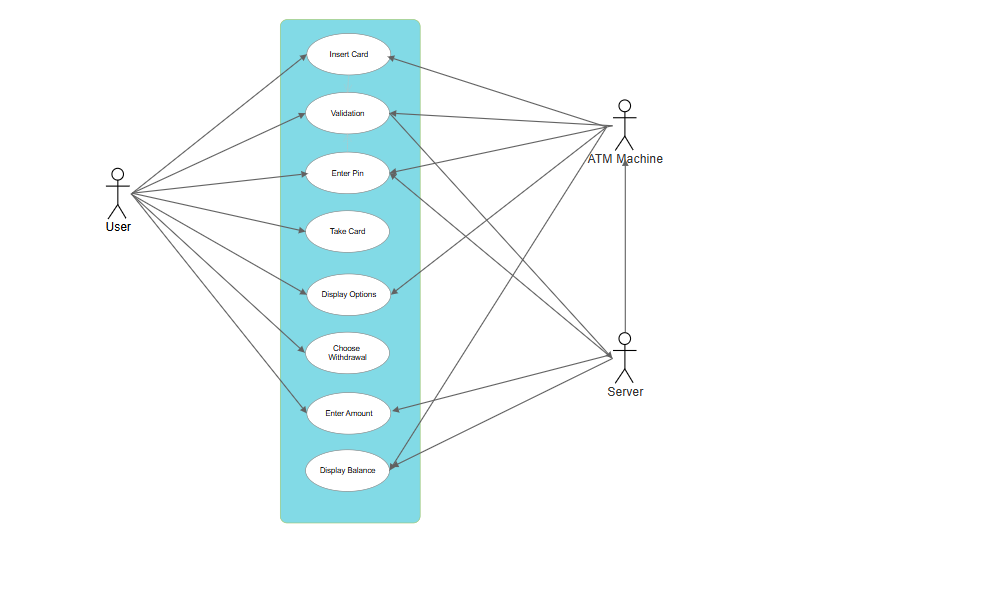 Insert Card
Validation
ATM Machine
Enter Pin
User
Take Card
Display Options
Choose
Withdrawal
Server
Enter Amount
Display Balance